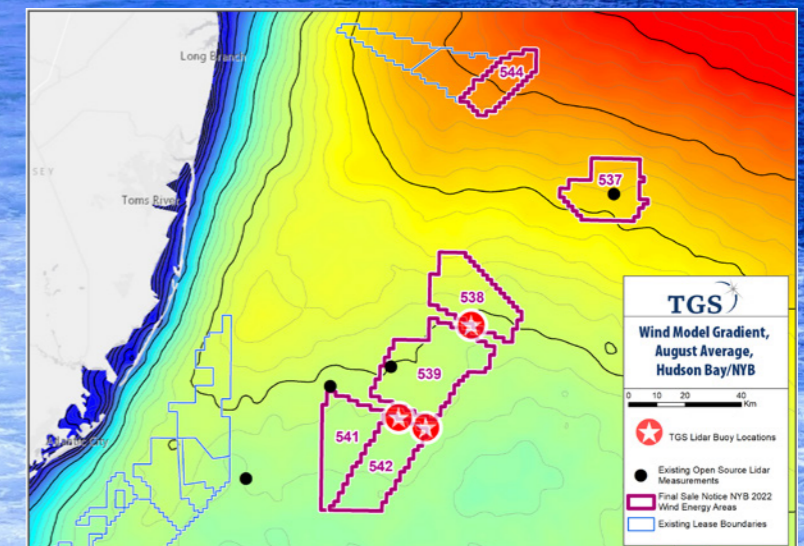 Long Branch
544
SEY
537
Toms River
538
539
541
542
Atlantic City
TGS
Wind Model Gradient,
August Average,
Hudson Bay/NYB
0 10 20 40
Km
TGS Lidar Buoy Locations
Existing Open Source Lidar
Measurements
Final Sale Notice NYB 2022
Wind Energy Areas
Existing Lease Boundaries